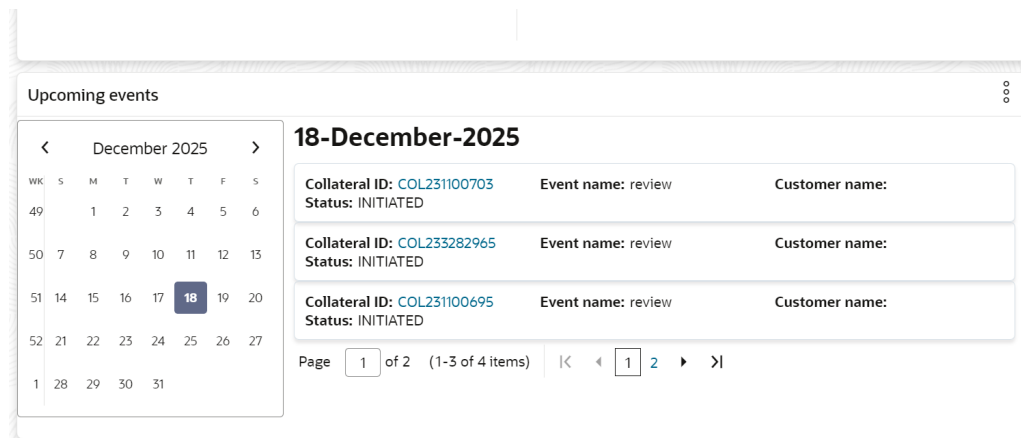 Upcoming events
December 2025
WK S M T W T F S
49 1 2 3 4 5 6
50 7 8 9 10 11 12 13
51 14 15 16 17 18 19 20
52 21 22 23 24 25 26 27
1 28 29 30 31
18-December-2025
Collateral ID: COL231100703 Event name: review Customer name:
Status: INITIATED
Collateral ID: COL233282965 Event name: review Customer name:
Status: INITIATED
Collateral ID: COL231100695 Event name: review Customer name:
Status: INITIATED
Page 1 of 2 (1-3 of 4 items) 1 2